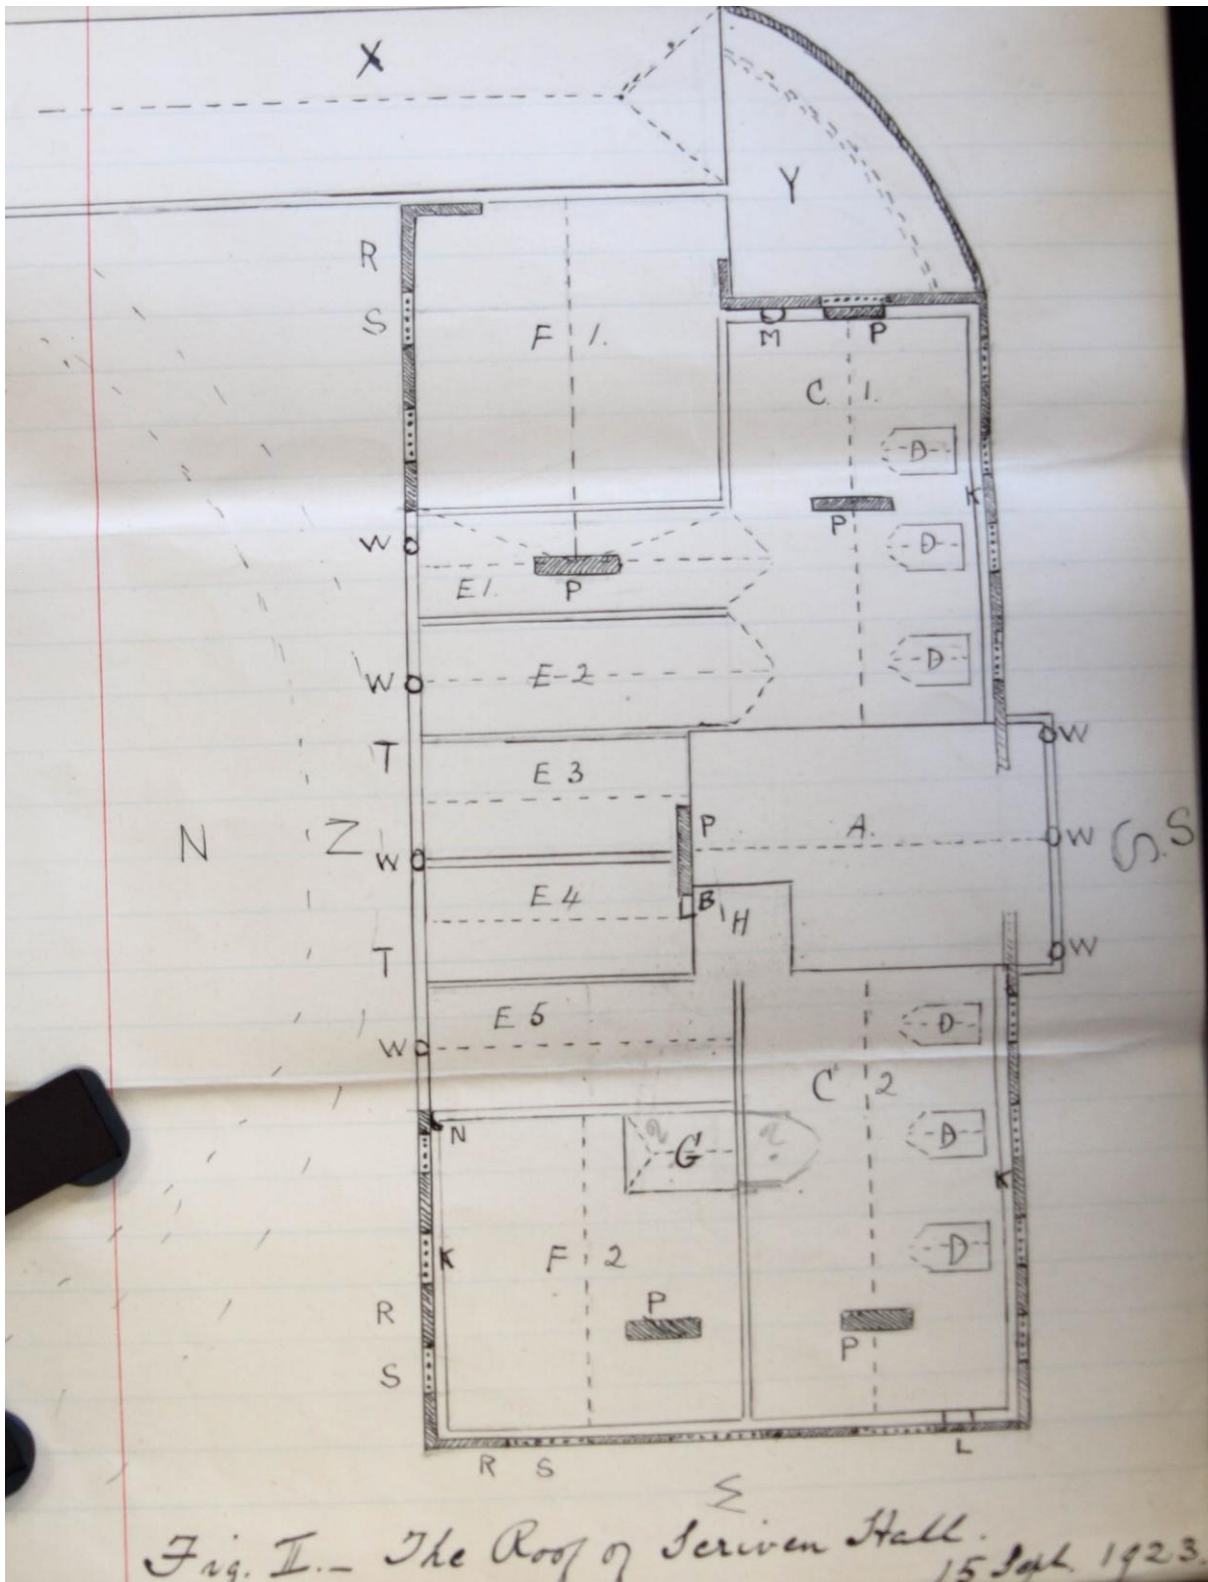 X
Y
R
S
F 1.
M P
C. 1.
D
K
P
W
D
E1. P
D
W E-2
T
W
E 3
P A. W
N Z W S.S
E 4
B H
T W
E 5 D
W
C 2
N G ? ? D
K
K F 2 D
R P
P
S
R S L
E
Fig. II. - The Roof of Scriven Hall.
15 Sept. 1923.